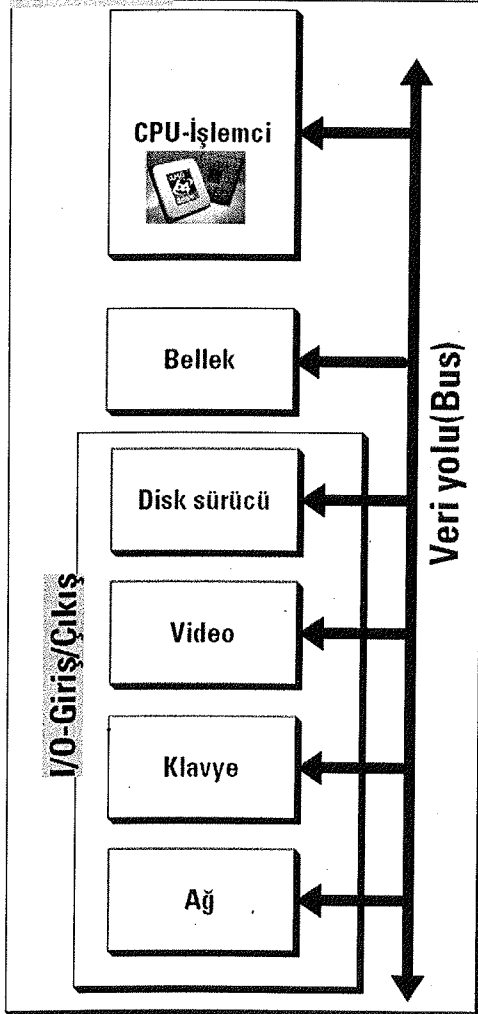 CPU-İşlemci
Bellek
I/O-Giriş/Çıkış
Disk sürücü
Video
Klavye
Ağ
Veri yolu(Bus)